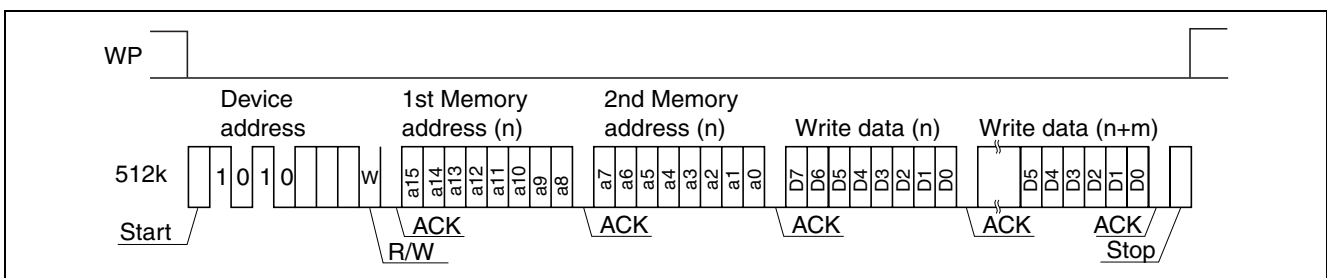 WP
Device
address
1st Memory
address (n)
2nd Memory
address (n)
Write data (n)
Write data (n+m)
512k
1 0 1 0
W
a15 a14 a13 a12 a11 a10 a9 a8
a7 a6 a5 a4 a3 a2 a1 a0
D7 D6 D5 D4 D3 D2 D1 D0
D5 D4 D3 D2 D1 D0
Start
R/W
ACK
ACK
ACK
ACK
ACK
Stop